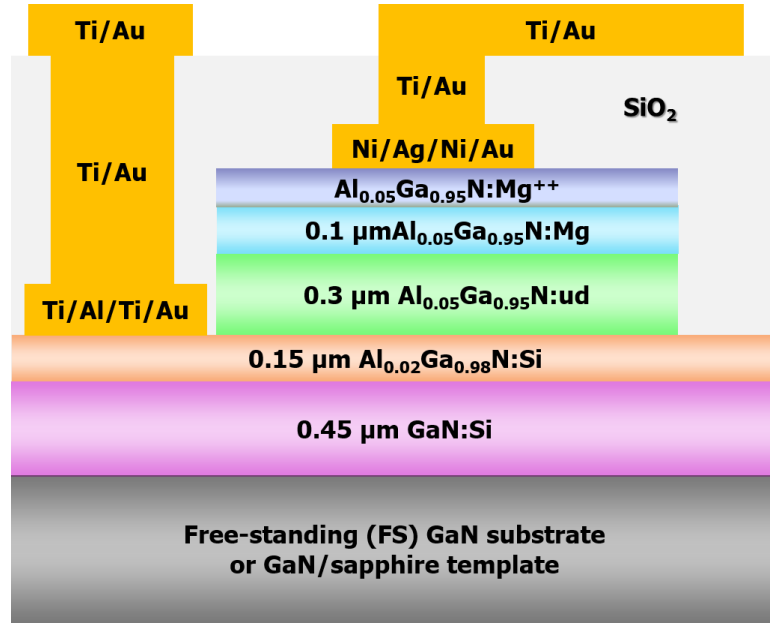 Ti/Au
Ti/Au
Ti/Au
SiO₂
Ni/Ag/Ni/Au
Ti/Au
Al₀.₀₅Ga₀.₉₅N:Mg⁺⁺
0.1 µmAl₀.₀₅Ga₀.₉₅N:Mg
0.3 µm Al₀.₀₅Ga₀.₉₅N:ud
Ti/Al/Ti/Au
0.15 µm Al₀.₀₂Ga₀.₉₈N:Si
0.45 µm GaN:Si
Free-standing (FS) GaN substrate
or GaN/sapphire template